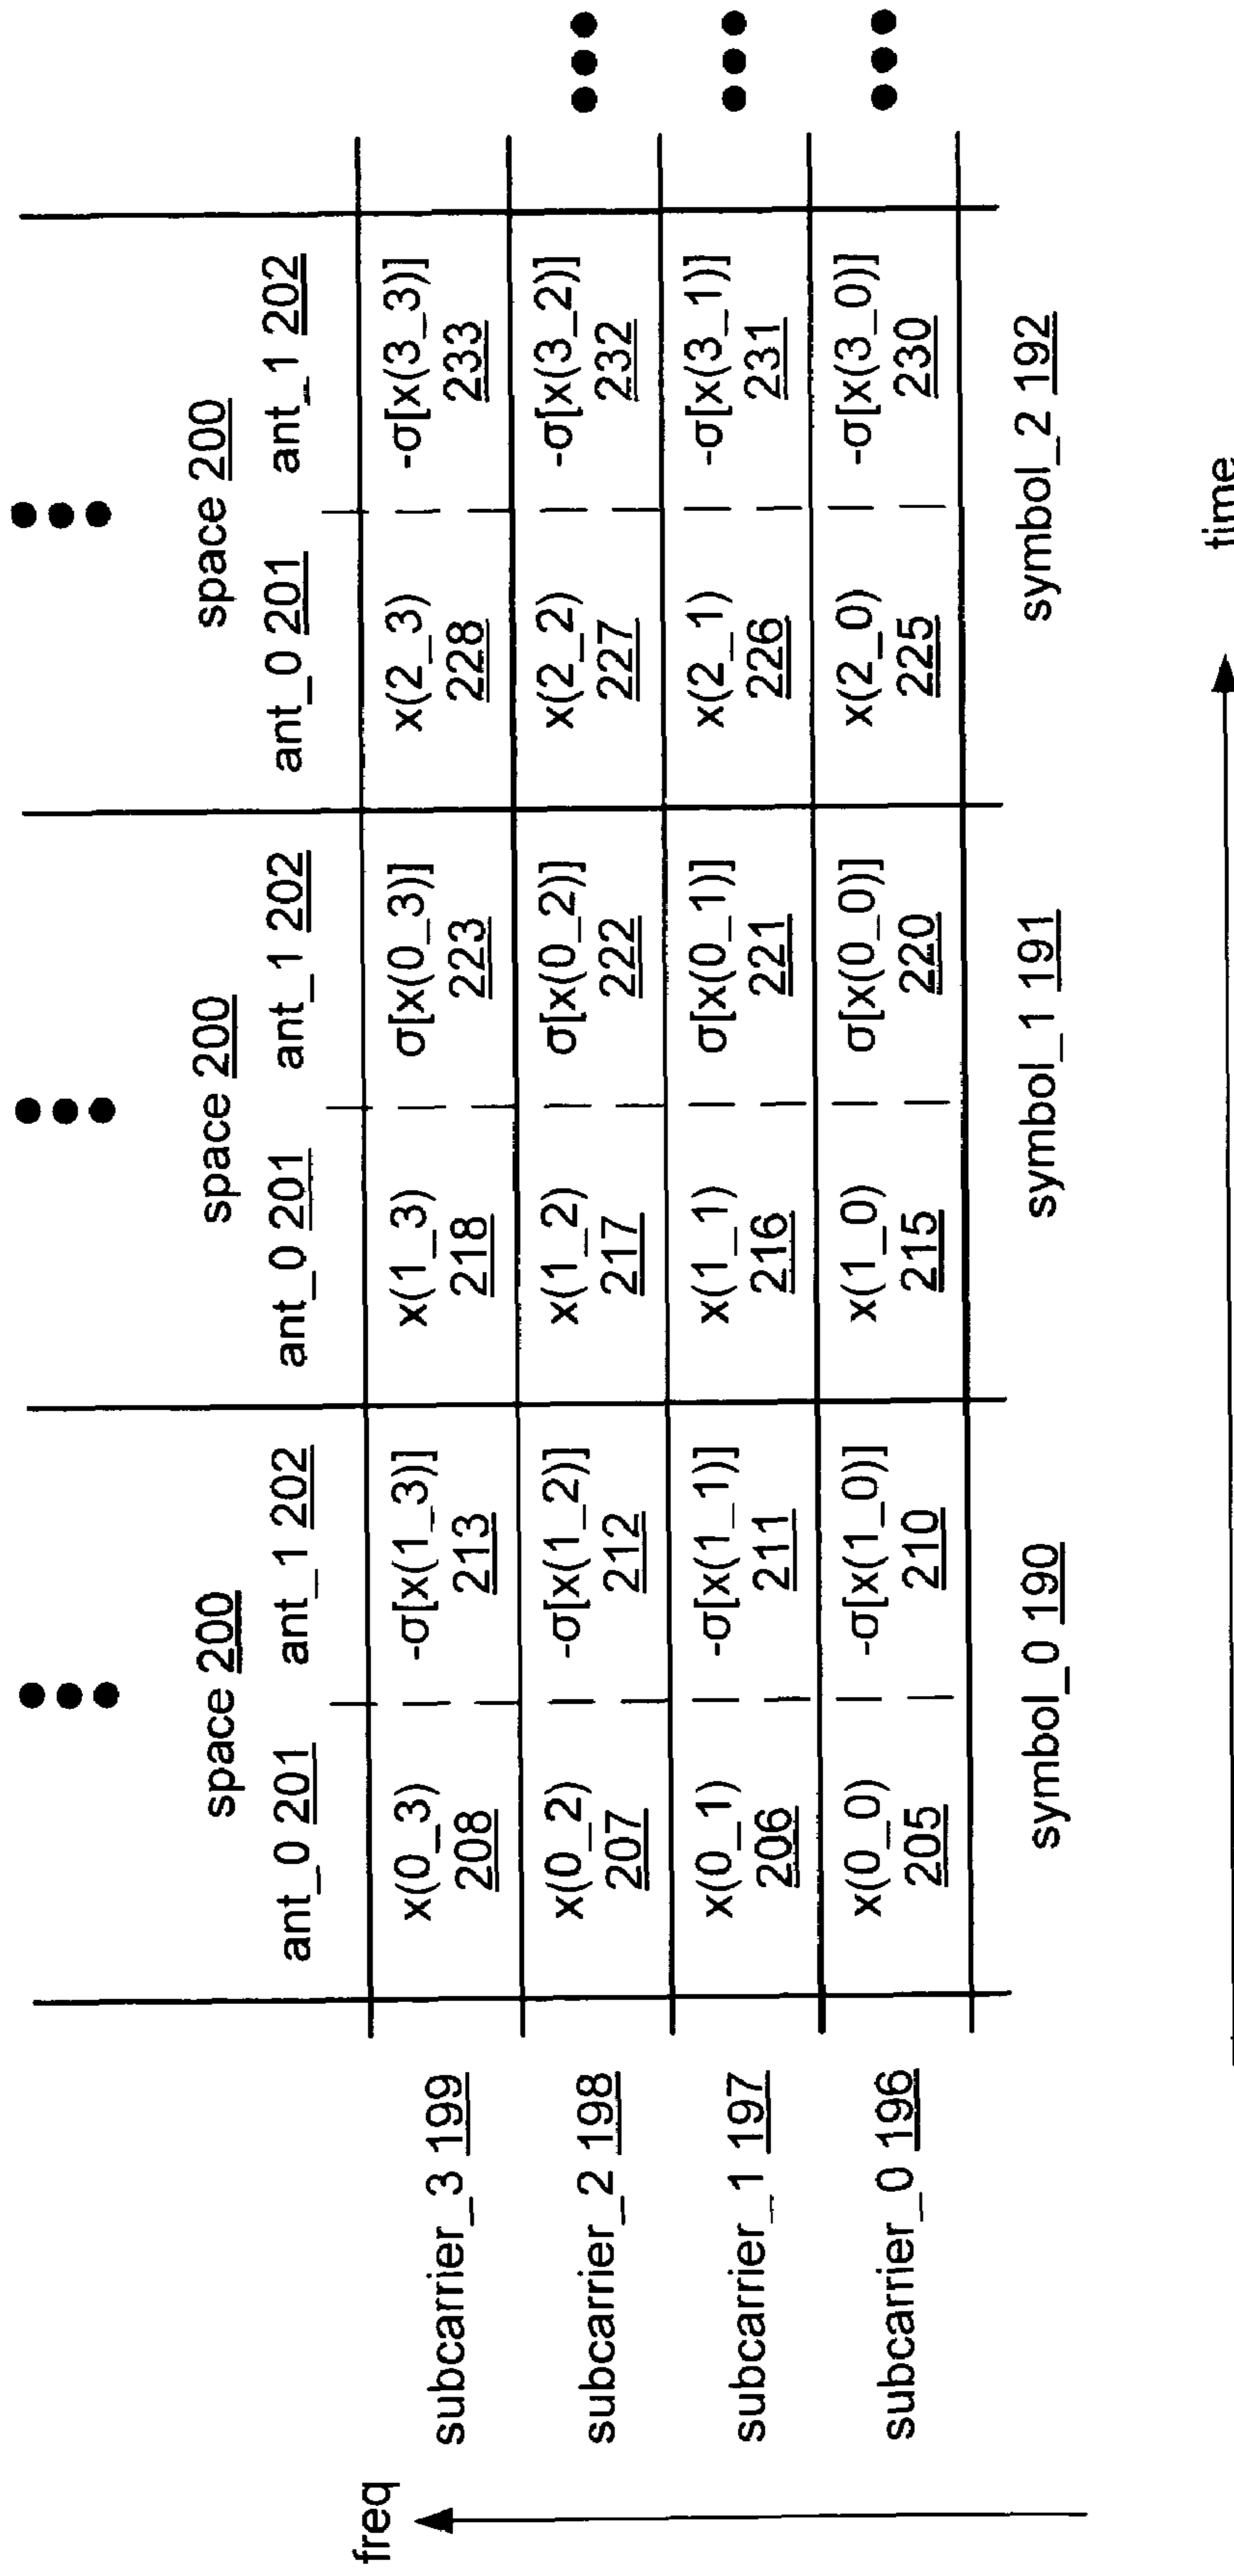 freq
space 200 space 200 space 200
ant_0 201 ant_1 202 ant_0 201 ant_1 202 ant_0 201 ant_1 202
subcarrier_3 199 x(0_3) -σ[x(1_3)] x(1_3) σ[x(0_3)] x(2_3) -σ[x(3_3)]
208 213 218 223 228 233
subcarrier_2 198 x(0_2) -σ[x(1_2)] x(1_2) σ[x(0_2)] x(2_2) -σ[x(3_2)]
207 212 217 222 227 232
subcarrier_1 197 x(0_1) -σ[x(1_1)] x(1_1) σ[x(0_1)] x(2_1) -σ[x(3_1)]
206 211 216 221 226 231
subcarrier_0 196 x(0_0) -σ[x(1_0)] x(1_0) σ[x(0_0)] x(2_0) -σ[x(3_0)]
205 210 215 220 225 230
symbol_0 190 symbol_1 191 symbol_2 192
time